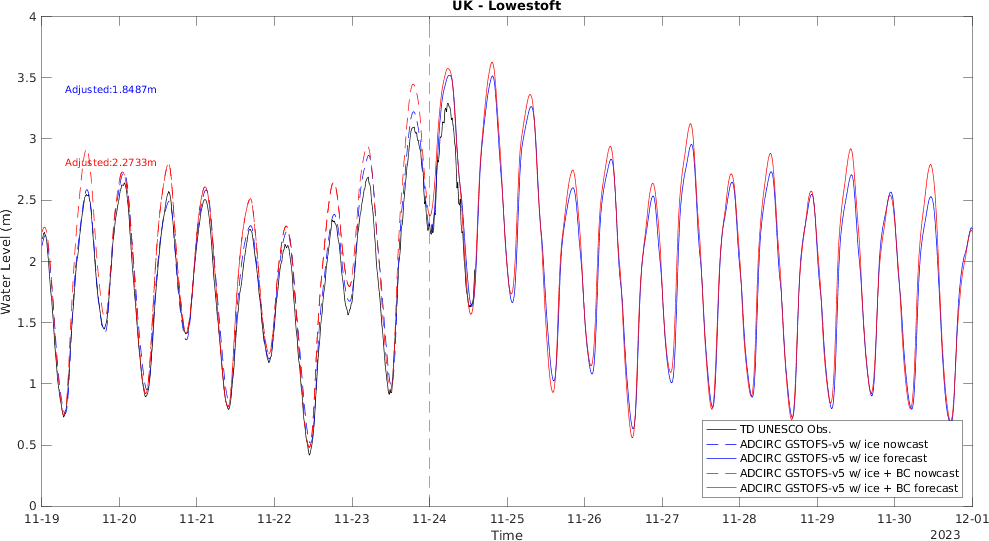 UK - Lowestoft
4
3.5
3
2.5
2
1.5
1
0.5
0
Water Level (m)
Adjusted:1.8487m
Adjusted:2.2733m
TD UNESCO Obs.
ADCIRC GSTOFS-v5 w/ ice nowcast
ADCIRC GSTOFS-v5 w/ ice forecast
ADCIRC GSTOFS-v5 w/ ice + BC nowcast
ADCIRC GSTOFS-v5 w/ ice + BC forecast
11-19 11-20 11-21 11-22 11-23 11-24 11-25 11-26 11-27 11-28 11-29 11-30 12-01
Time
2023